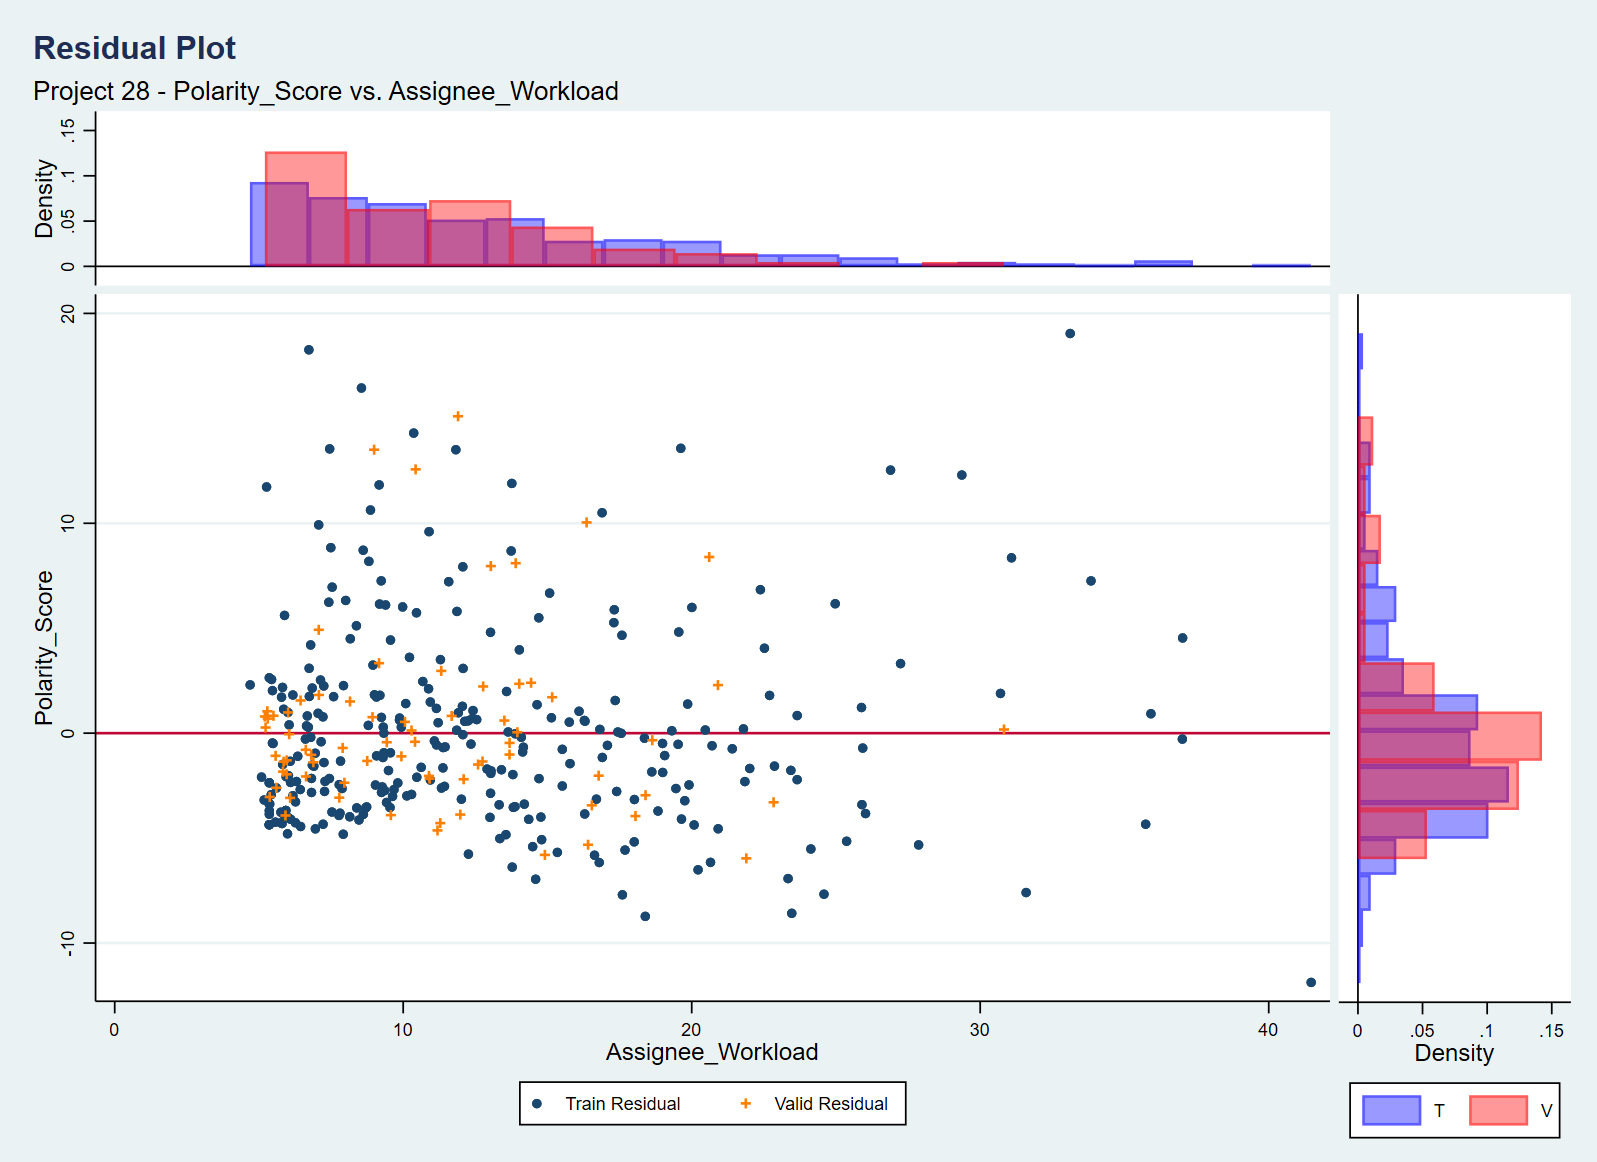 Residual Plot
Project 28 - Polarity_Score vs. Assignee_Workload
Density
0 .05 .1 .15
Polarity_Score
-10 0 10 20
0 10 20 30 40
Assignee_Workload
0 .05 .1 .15
Density
Train Residual Valid Residual
T V